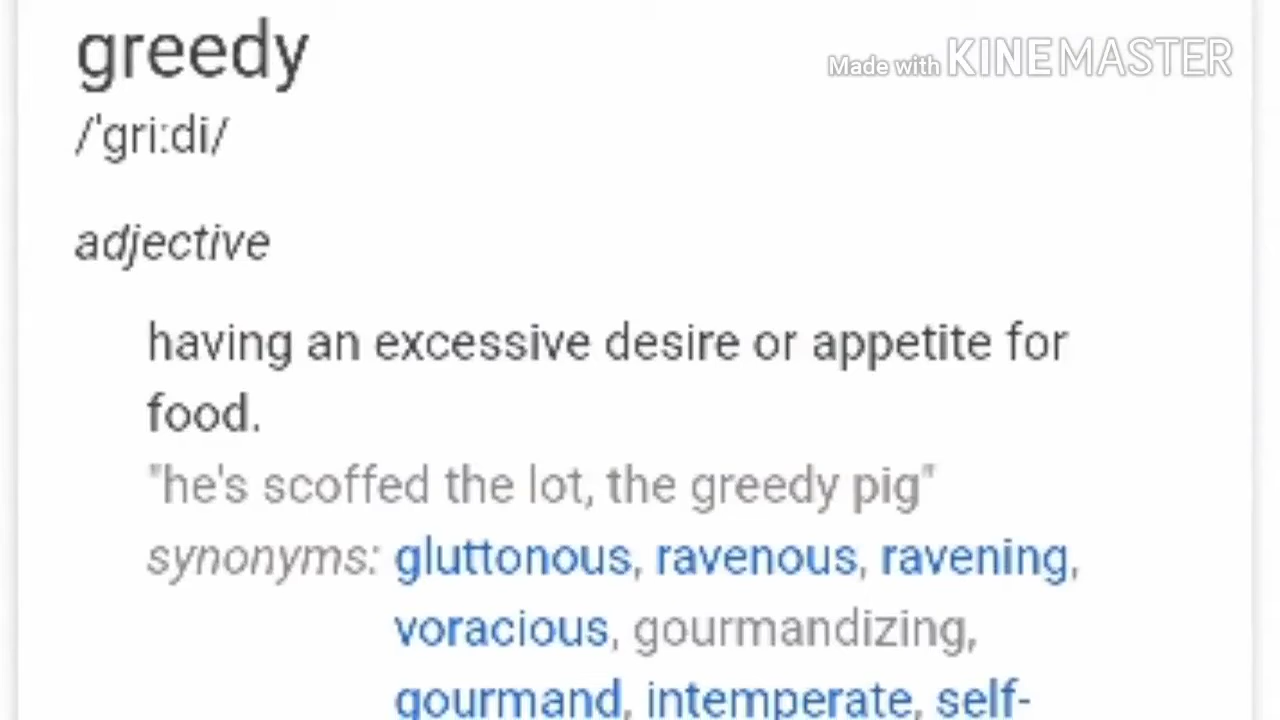 greedy
Made with KINEMASTER
/ˈɡriːdi/
adjective
having an excessive desire or appetite for
food.
"he's scoffed the lot, the greedy pig"
synonyms: gluttonous, ravenous, ravening,
voracious, gourmandizing,
gourmand, intemperate, self-